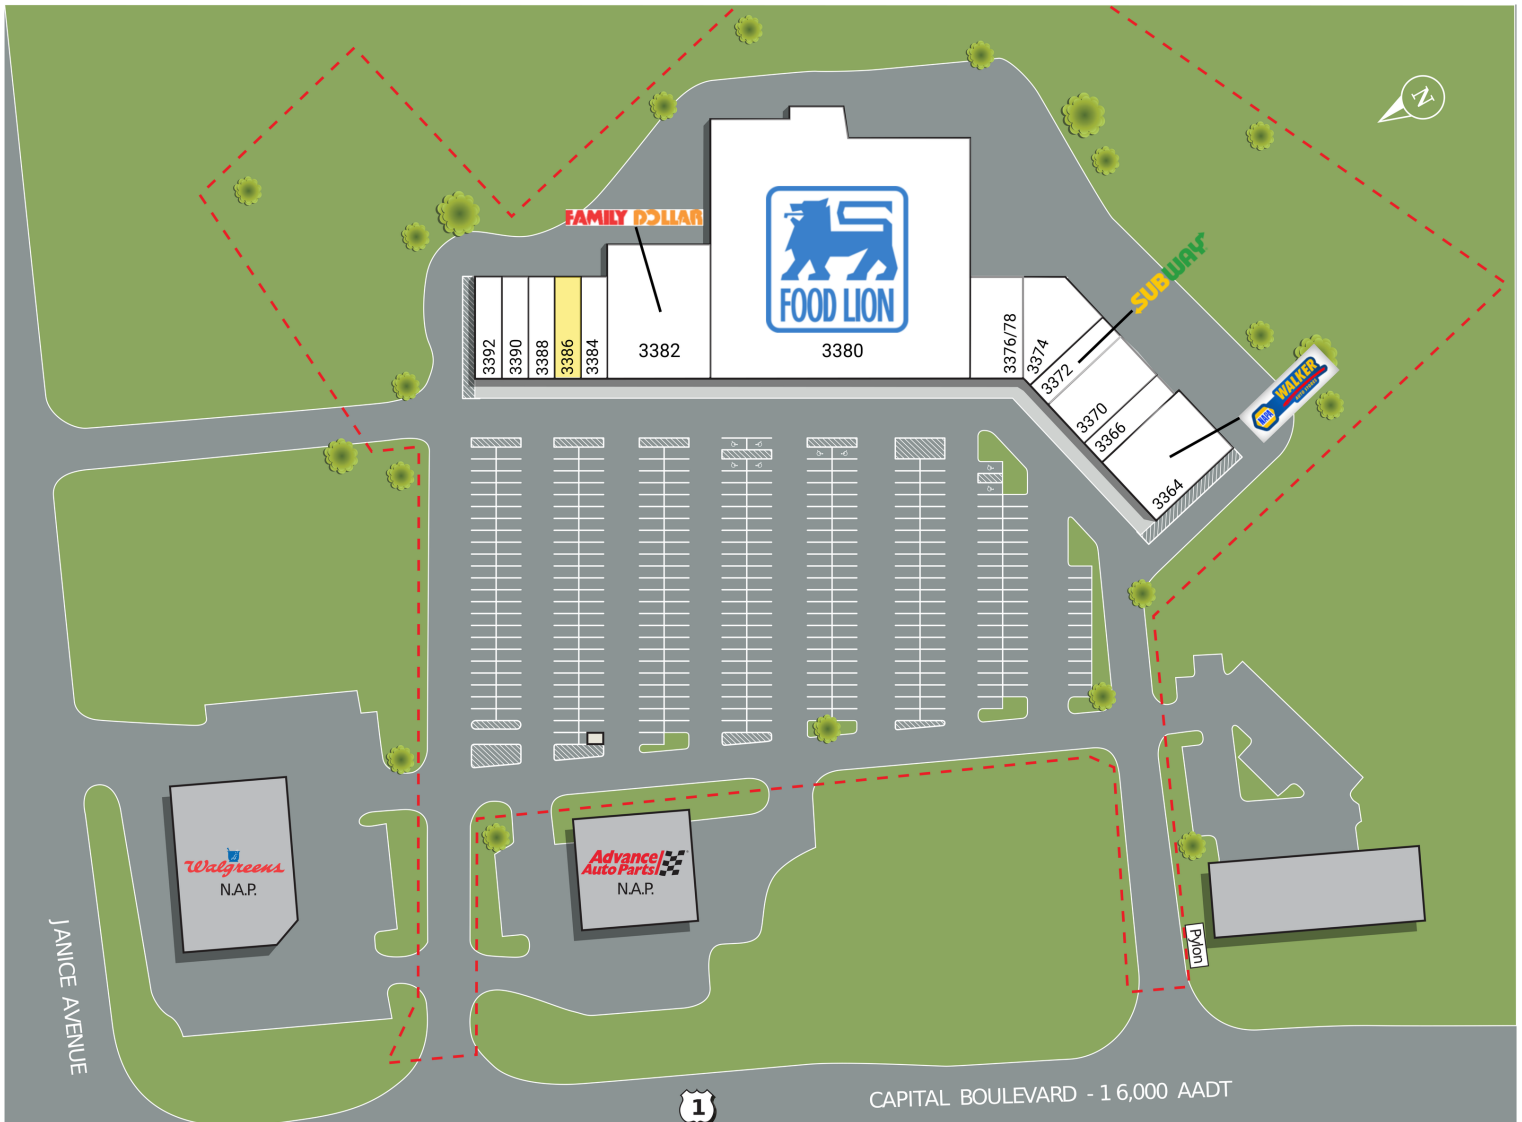 N
FAMILY DOLLAR
FOOD LION
SUBWAY
NAPA
WALKER
3392
3390
3388
3386
3384
3382
3380
3376/78
3374
3372
3370
3366
3364
Walgreens
N.A.P.
Advance
Auto Parts
N.A.P.
Pylon
JANICE AVENUE
1
CAPITAL BOULEVARD - 16,000 AADT